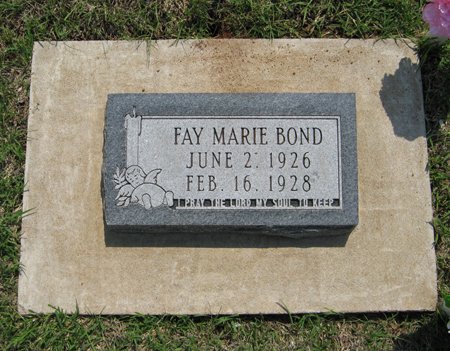 FAY MARIE BOND
JUNE 2, 1926
FEB. 16, 1928
I PRAY THE LORD MY SOUL TO KEEP